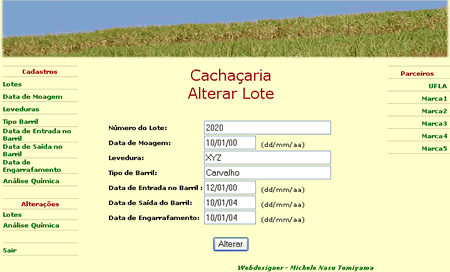 Cadastros
Lotes
Data de Moagem
Leveduras
Tipo Barril
Data de Entrada no
Barril
Data de Saída no
Barril
Data de
Engarrafamento
Análise Química
Alterações
Lotes
Análise Química
Sair
Cachaçaria
Alterar Lote
Número do Lote: 2020
Data de Moagem: 10/01/00 (dd/mm/aa)
Levedura: XYZ
Tipo de Barril: Carvalho
Data de Entrada no Barril : 12/01/00 (dd/mm/aa)
Data de Saída do Barril: 10/01/04 (dd/mm/aa)
Data de Engarrafamento: 10/01/04 (dd/mm/aa)
Alterar
Parceiros
UFLA
Marca1
Marca2
Marca3
Marca4
Marca5
Webdesigner - Michele Nasu Tomiyama